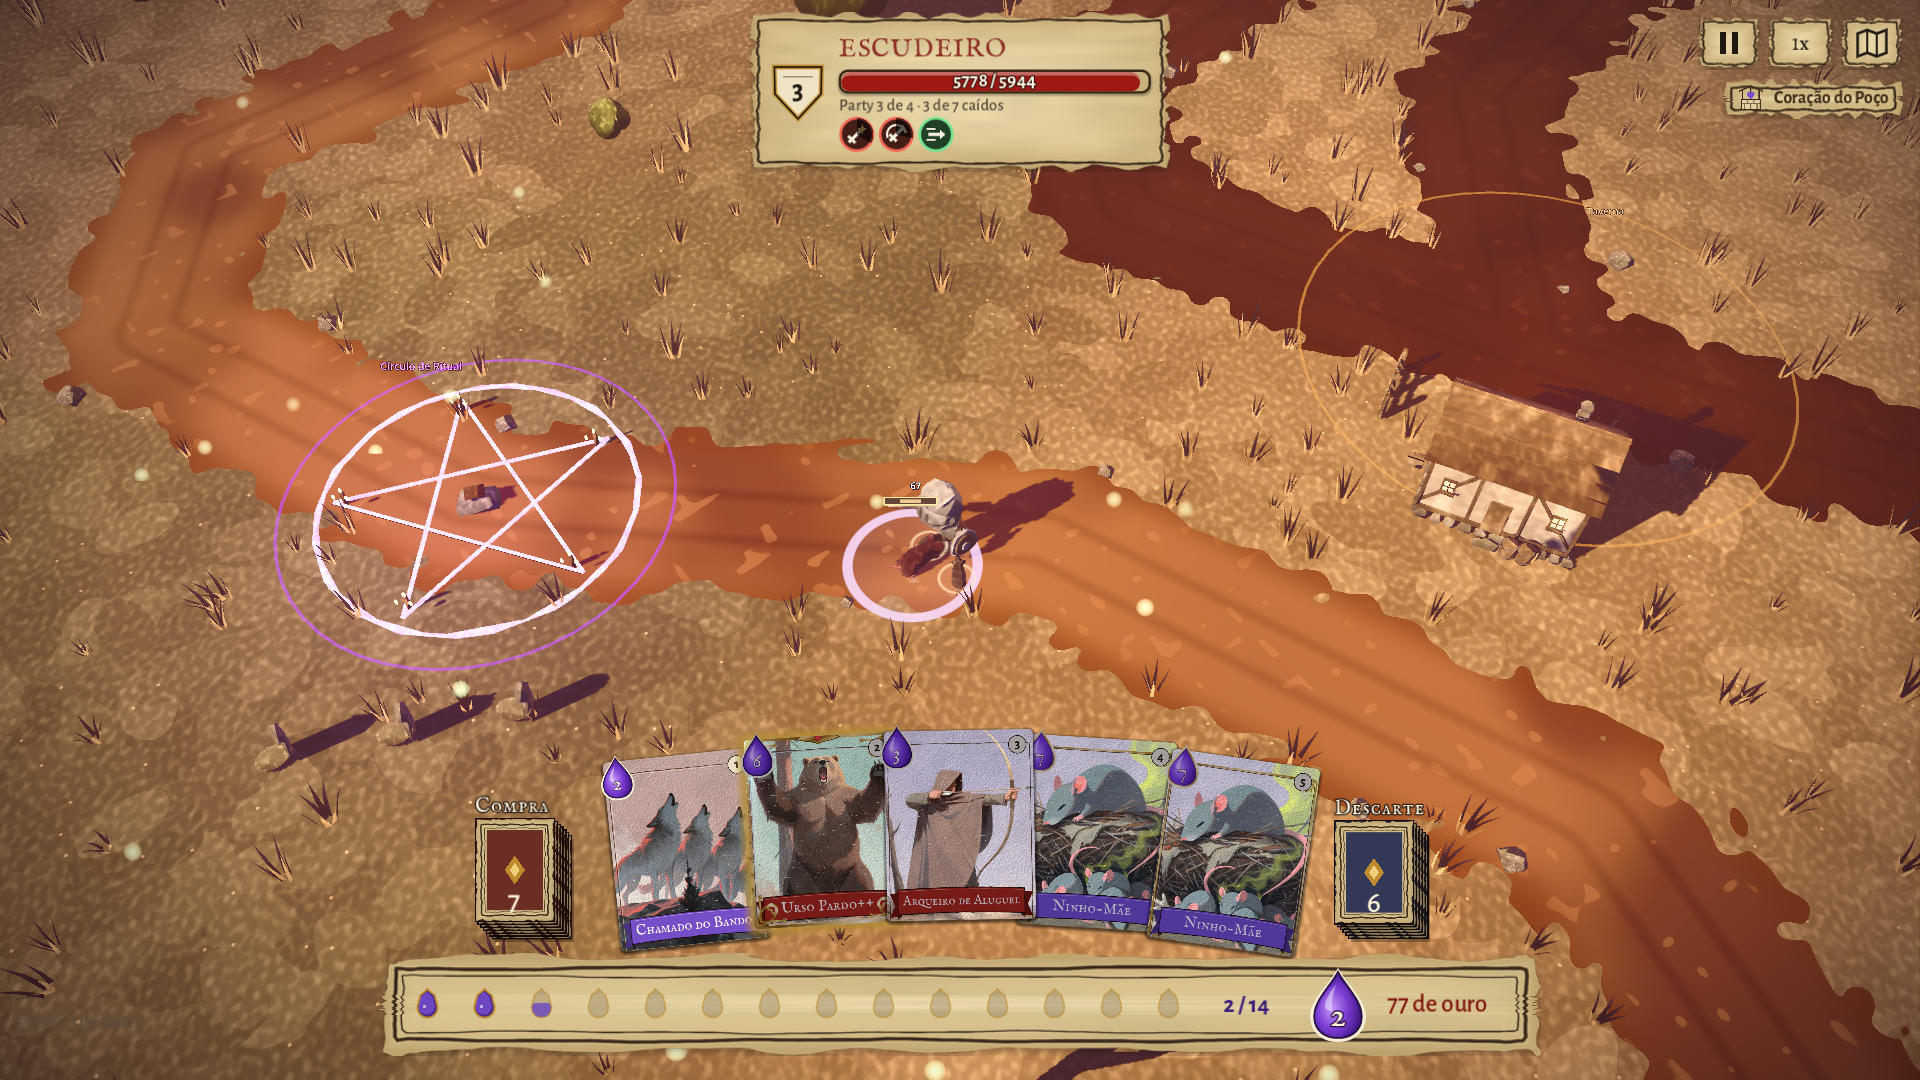 ESCUDEIRO
3
5778/5944
Party 3 de 4 · 3 de 7 caídos
1x
Coração do Poço
Taverna
Círculo de Ritual
67
Compra
7
2
1
Chamado do Bando
6
2
Urso Pardo++
3
3
Arqueiro de Aluguel
7
4
Ninho-Mãe
7
5
Ninho-Mãe
Descarte
6
2/14
2
77 de ouro